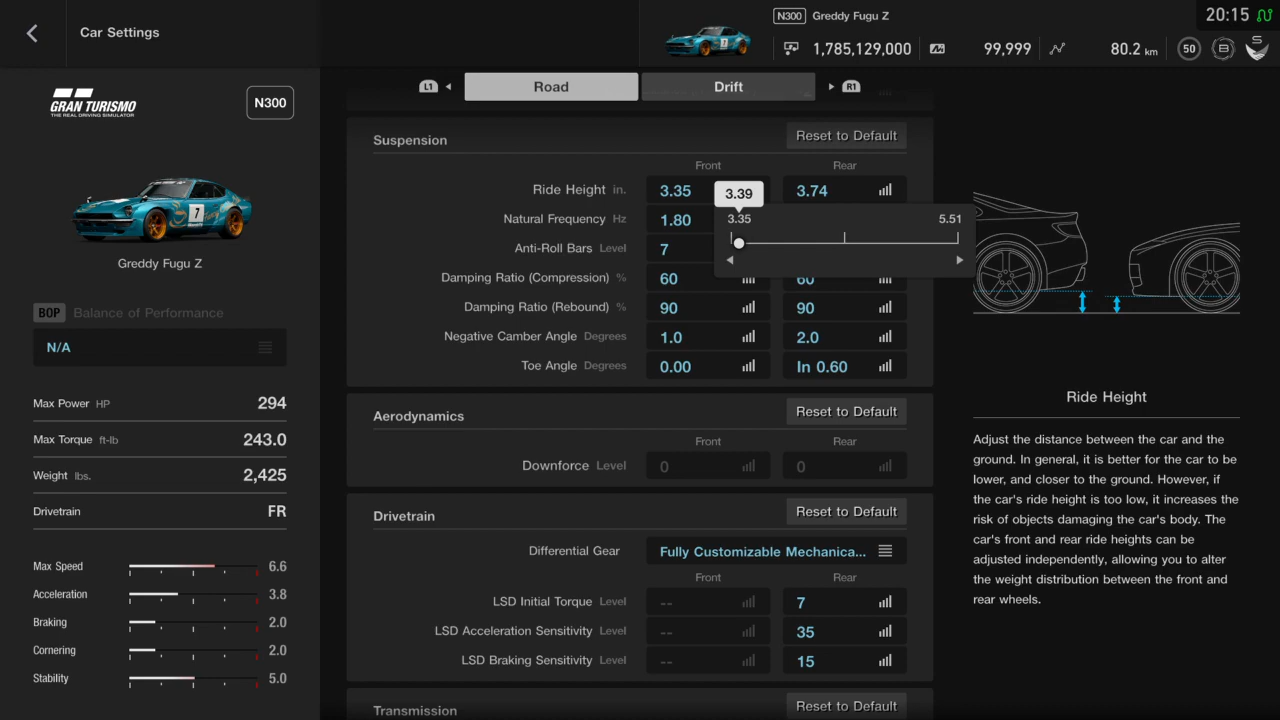 Car Settings
N300 Greddy Fugu Z
1,785,129,000
99,999
80.2 km
50
B
S
20:15
L1 Road Drift R1
GRAN TURISMO
THE REAL DRIVING SIMULATOR
N300
7
Greddy Fugu Z
BOP Balance of Performance
N/A
Max Power HP 294
Max Torque ft-lb 243.0
Weight lbs. 2,425
Drivetrain FR
Max Speed 6.6
Acceleration 3.8
Braking 2.0
Cornering 2.0
Stability 5.0
Suspension Reset to Default
Front Rear
Ride Height in. 3.35 3.74
3.39
3.35 5.51
Natural Frequency Hz 1.80
Anti-Roll Bars Level 7
Damping Ratio (Compression) % 60 60
Damping Ratio (Rebound) % 90 90
Negative Camber Angle Degrees 1.0 2.0
Toe Angle Degrees 0.00 In 0.60
Aerodynamics Reset to Default
Front Rear
Downforce Level 0 0
Drivetrain Reset to Default
Differential Gear Fully Customizable Mechanica...
Front Rear
LSD Initial Torque Level -- 7
LSD Acceleration Sensitivity Level -- 35
LSD Braking Sensitivity Level -- 15
Transmission Reset to Default
Ride Height
Adjust the distance between the car and the
ground. In general, it is better for the car to be
lower, and closer to the ground. However, if
the car's ride height is too low, it increases the
risk of objects damaging the car's body. The
car's front and rear ride heights can be
adjusted independently, allowing you to alter
the weight distribution between the front and
rear wheels.